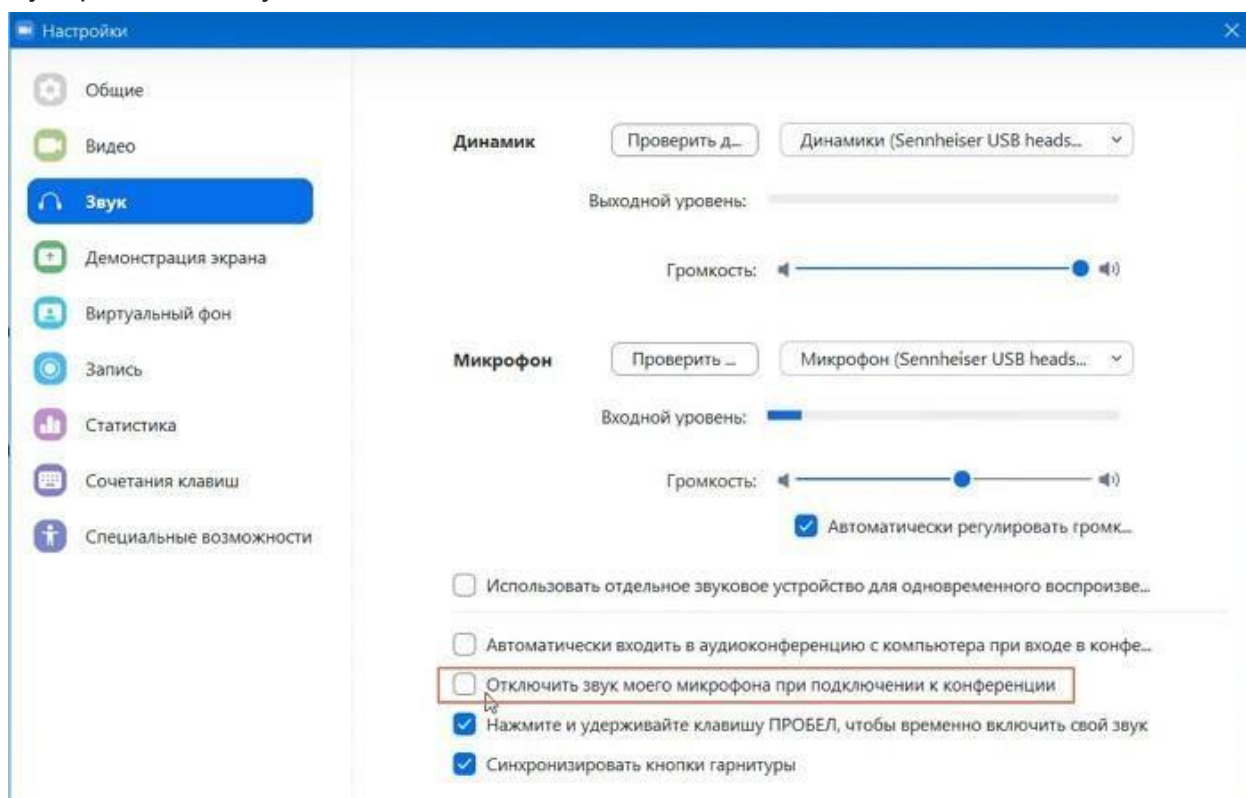 Настройки
Общие
Видео
Звук
Демонстрация экрана
Виртуальный фон
Запись
Статистика
Сочетания клавиш
Специальные возможности
Динамик Проверить д... Динамики (Sennheiser USB heads...
Выходной уровень:
Громкость:
Микрофон Проверить ... Микрофон (Sennheiser USB heads...
Входной уровень:
Громкость:
Автоматически регулировать громк...
Использовать отдельное звуковое устройство для одновременного воспроизве...
Автоматически входить в аудиоконференцию с компьютера при входе в конфе...
Отключить звук моего микрофона при подключении к конференции
Нажмите и удерживайте клавишу ПРОБЕЛ, чтобы временно включить свой звук
Синхронизировать кнопки гарнитуры